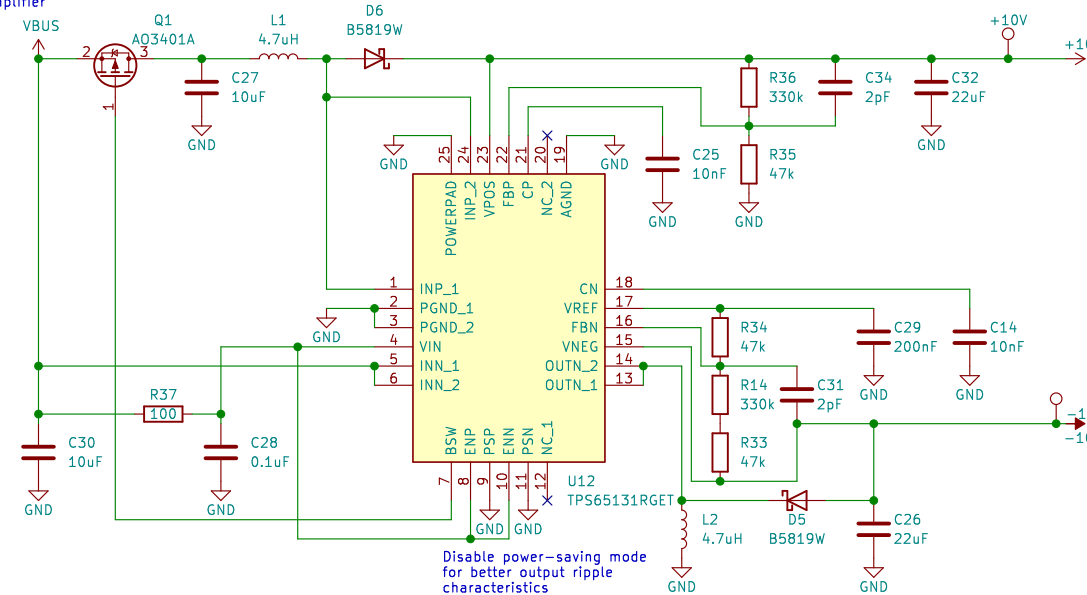 mplifier
VBUS
Q1
AO3401A
2
3
1
L1
4.7uH
D6
B5819W
+10V
+1
C27
10uF
GND
R36
330k
C34
2pF
C32
22uF
GND
R35
47k
GND
C25
10nF
GND
GND
GND
25
24
23
22
21
20
19
POWERPAD
INP_2
VPOS
FBP
CP
NC_2
AGND
1
INP_1
2
PGND_1
3
PGND_2
4
VIN
5
INN_1
6
INN_2
GND
CN
18
VREF
17
FBN
16
VNEG
15
OUTN_2
14
OUTN_1
13
BSW
ENP
PSP
ENN
PSN
NC_1
7
8
9
10
11
12
U12
TPS65131RGET
GND
GND
R34
47k
R14
330k
R33
47k
C31
2pF
C29
200nF
GND
C14
10nF
GND
-1
-1
R37
100
C30
10uF
GND
C28
0.1uF
GND
L2
4.7uH
GND
D5
B5819W
C26
22uF
GND
Disable power-saving mode
for better output ripple
characteristics